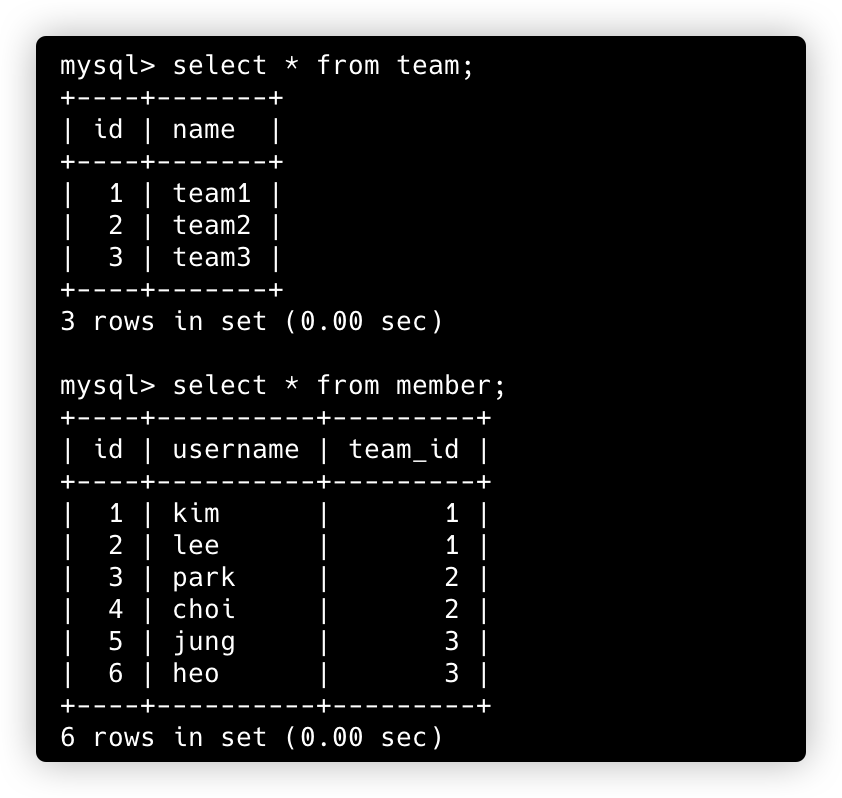 mysql> select * from team;
+----+-------+
| id | name  |
+----+-------+
|  1 | team1 |
|  2 | team2 |
|  3 | team3 |
+----+-------+
3 rows in set (0.00 sec)

mysql> select * from member;
+----+----------+---------+
| id | username | team_id |
+----+----------+---------+
|  1 | kim      |       1 |
|  2 | lee      |       1 |
|  3 | park     |       2 |
|  4 | choi     |       2 |
|  5 | jung     |       3 |
|  6 | heo      |       3 |
+----+----------+---------+
6 rows in set (0.00 sec)